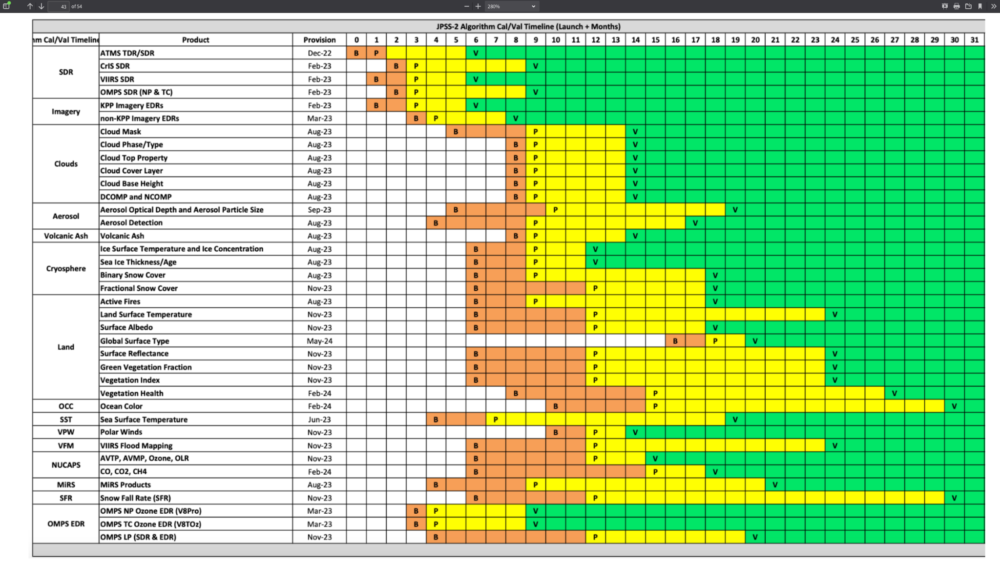 43 of 54 280%
JPSS-2 Algorithm Cal/Val Timeline (Launch + Months)
m Cal/Val Timeline Product Provision 0 1 2 3 4 5 6 7 8 9 10 11 12 13 14 15 16 17 18 19 20 21 22 23 24 25 26 27 28 29 30 31
SDR
ATMS TDR/SDR Dec-22 B P V
CrIS SDR Feb-23 B P V
VIIRS SDR Feb-23 B P V
OMPS SDR (NP & TC) Feb-23 B P V
Imagery
KPP Imagery EDRs Feb-23 B P V
non-KPP Imagery EDRs Mar-23 B P V
Clouds
Cloud Mask Aug-23 B P V
Cloud Phase/Type Aug-23 B P V
Cloud Top Property Aug-23 B P V
Cloud Cover Layer Aug-23 B P V
Cloud Base Height Aug-23 B P V
DCOMP and NCOMP Aug-23 B P V
Aerosol
Aerosol Optical Depth and Aerosol Particle Size Sep-23 B P V
Aerosol Detection Aug-23 B P V
Volcanic Ash Volcanic Ash Aug-23 B P V
Cryosphere
Ice Surface Temperature and Ice Concentration Aug-23 B P V
Sea Ice Thickness/Age Aug-23 B P V
Binary Snow Cover Aug-23 B P V
Fractional Snow Cover Nov-23 B P V
Land
Active Fires Aug-23 B P V
Land Surface Temperature Nov-23 B P V
Surface Albedo Nov-23 B P V
Global Surface Type May-24 B P V
Surface Reflectance Nov-23 B P V
Green Vegetation Fraction Nov-23 B P V
Vegetation Index Nov-23 B P V
Vegetation Health Feb-24 B P V
OCC Ocean Color Feb-24 B P V
SST Sea Surface Temperature Jun-23 B P V
VPW Polar Winds Nov-23 B P V
VFM VIIRS Flood Mapping Nov-23 B P V
NUCAPS
AVTP, AVMP, Ozone, OLR Nov-23 B P V
CO, CO2, CH4 Feb-24 B P V
MiRS MiRS Products Aug-23 B P V
SFR Snow Fall Rate (SFR) Nov-23 B P V
OMPS EDR
OMPS NP Ozone EDR (V8Pro) Mar-23 B P V
OMPS TC Ozone EDR (V8TOz) Mar-23 B P V
OMPS LP (SDR & EDR) Nov-23 B P V